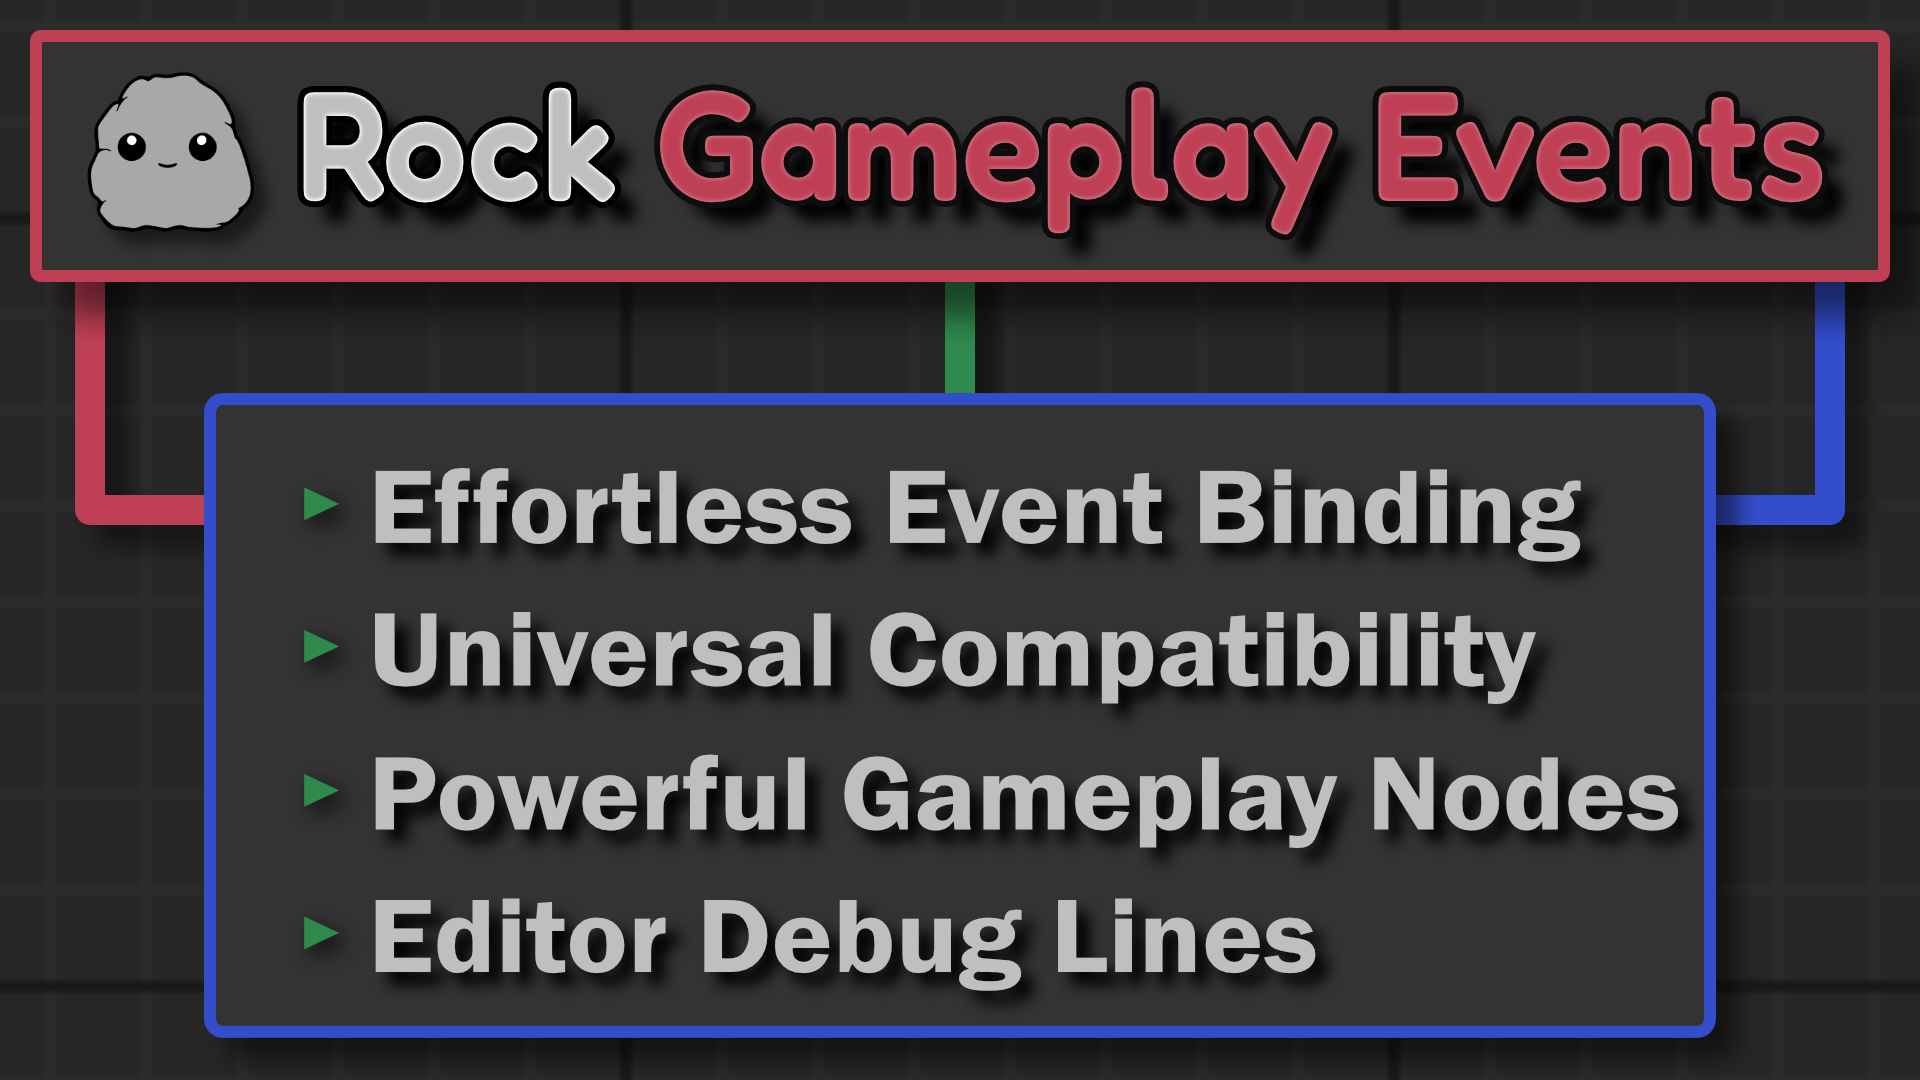 Rock Gameplay Events
Effortless Event Binding
Universal Compatibility
Powerful Gameplay Nodes
Editor Debug Lines